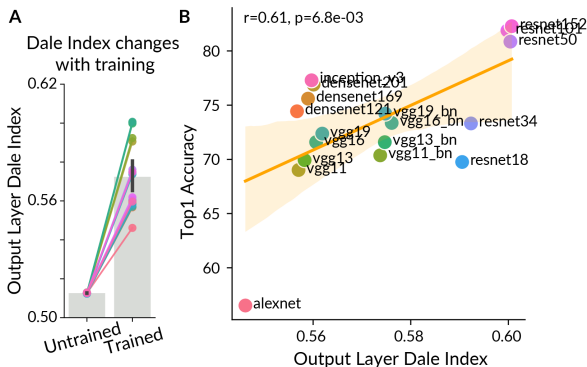 A
Dale Index changes
with training
Output Layer Dale Index
0.62
0.56
0.50
Untrained
Trained
B
r=0.61, p=6.8e-03
Top1 Accuracy
80
75
70
65
60
resnet152
resnet101
resnet50
inception_v3
densenet201
densenet169
densenet121
vgg19_bn
vgg16_bn
resnet34
vgg19
vgg16
vgg13_bn
vgg11_bn
resnet18
vgg13
vgg11
alexnet
0.56
0.58
0.60
Output Layer Dale Index